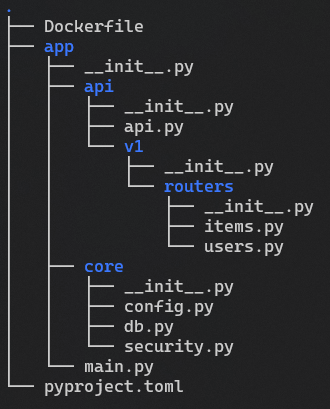 .
├── Dockerfile
├── app
│   ├── __init__.py
│   ├── api
│   │   ├── __init__.py
│   │   ├── api.py
│   │   └── v1
│   │       ├── __init__.py
│   │       └── routers
│   │           ├── __init__.py
│   │           ├── items.py
│   │           └── users.py
│   ├── core
│   │   ├── __init__.py
│   │   ├── config.py
│   │   ├── db.py
│   │   └── security.py
│   └── main.py
└── pyproject.toml